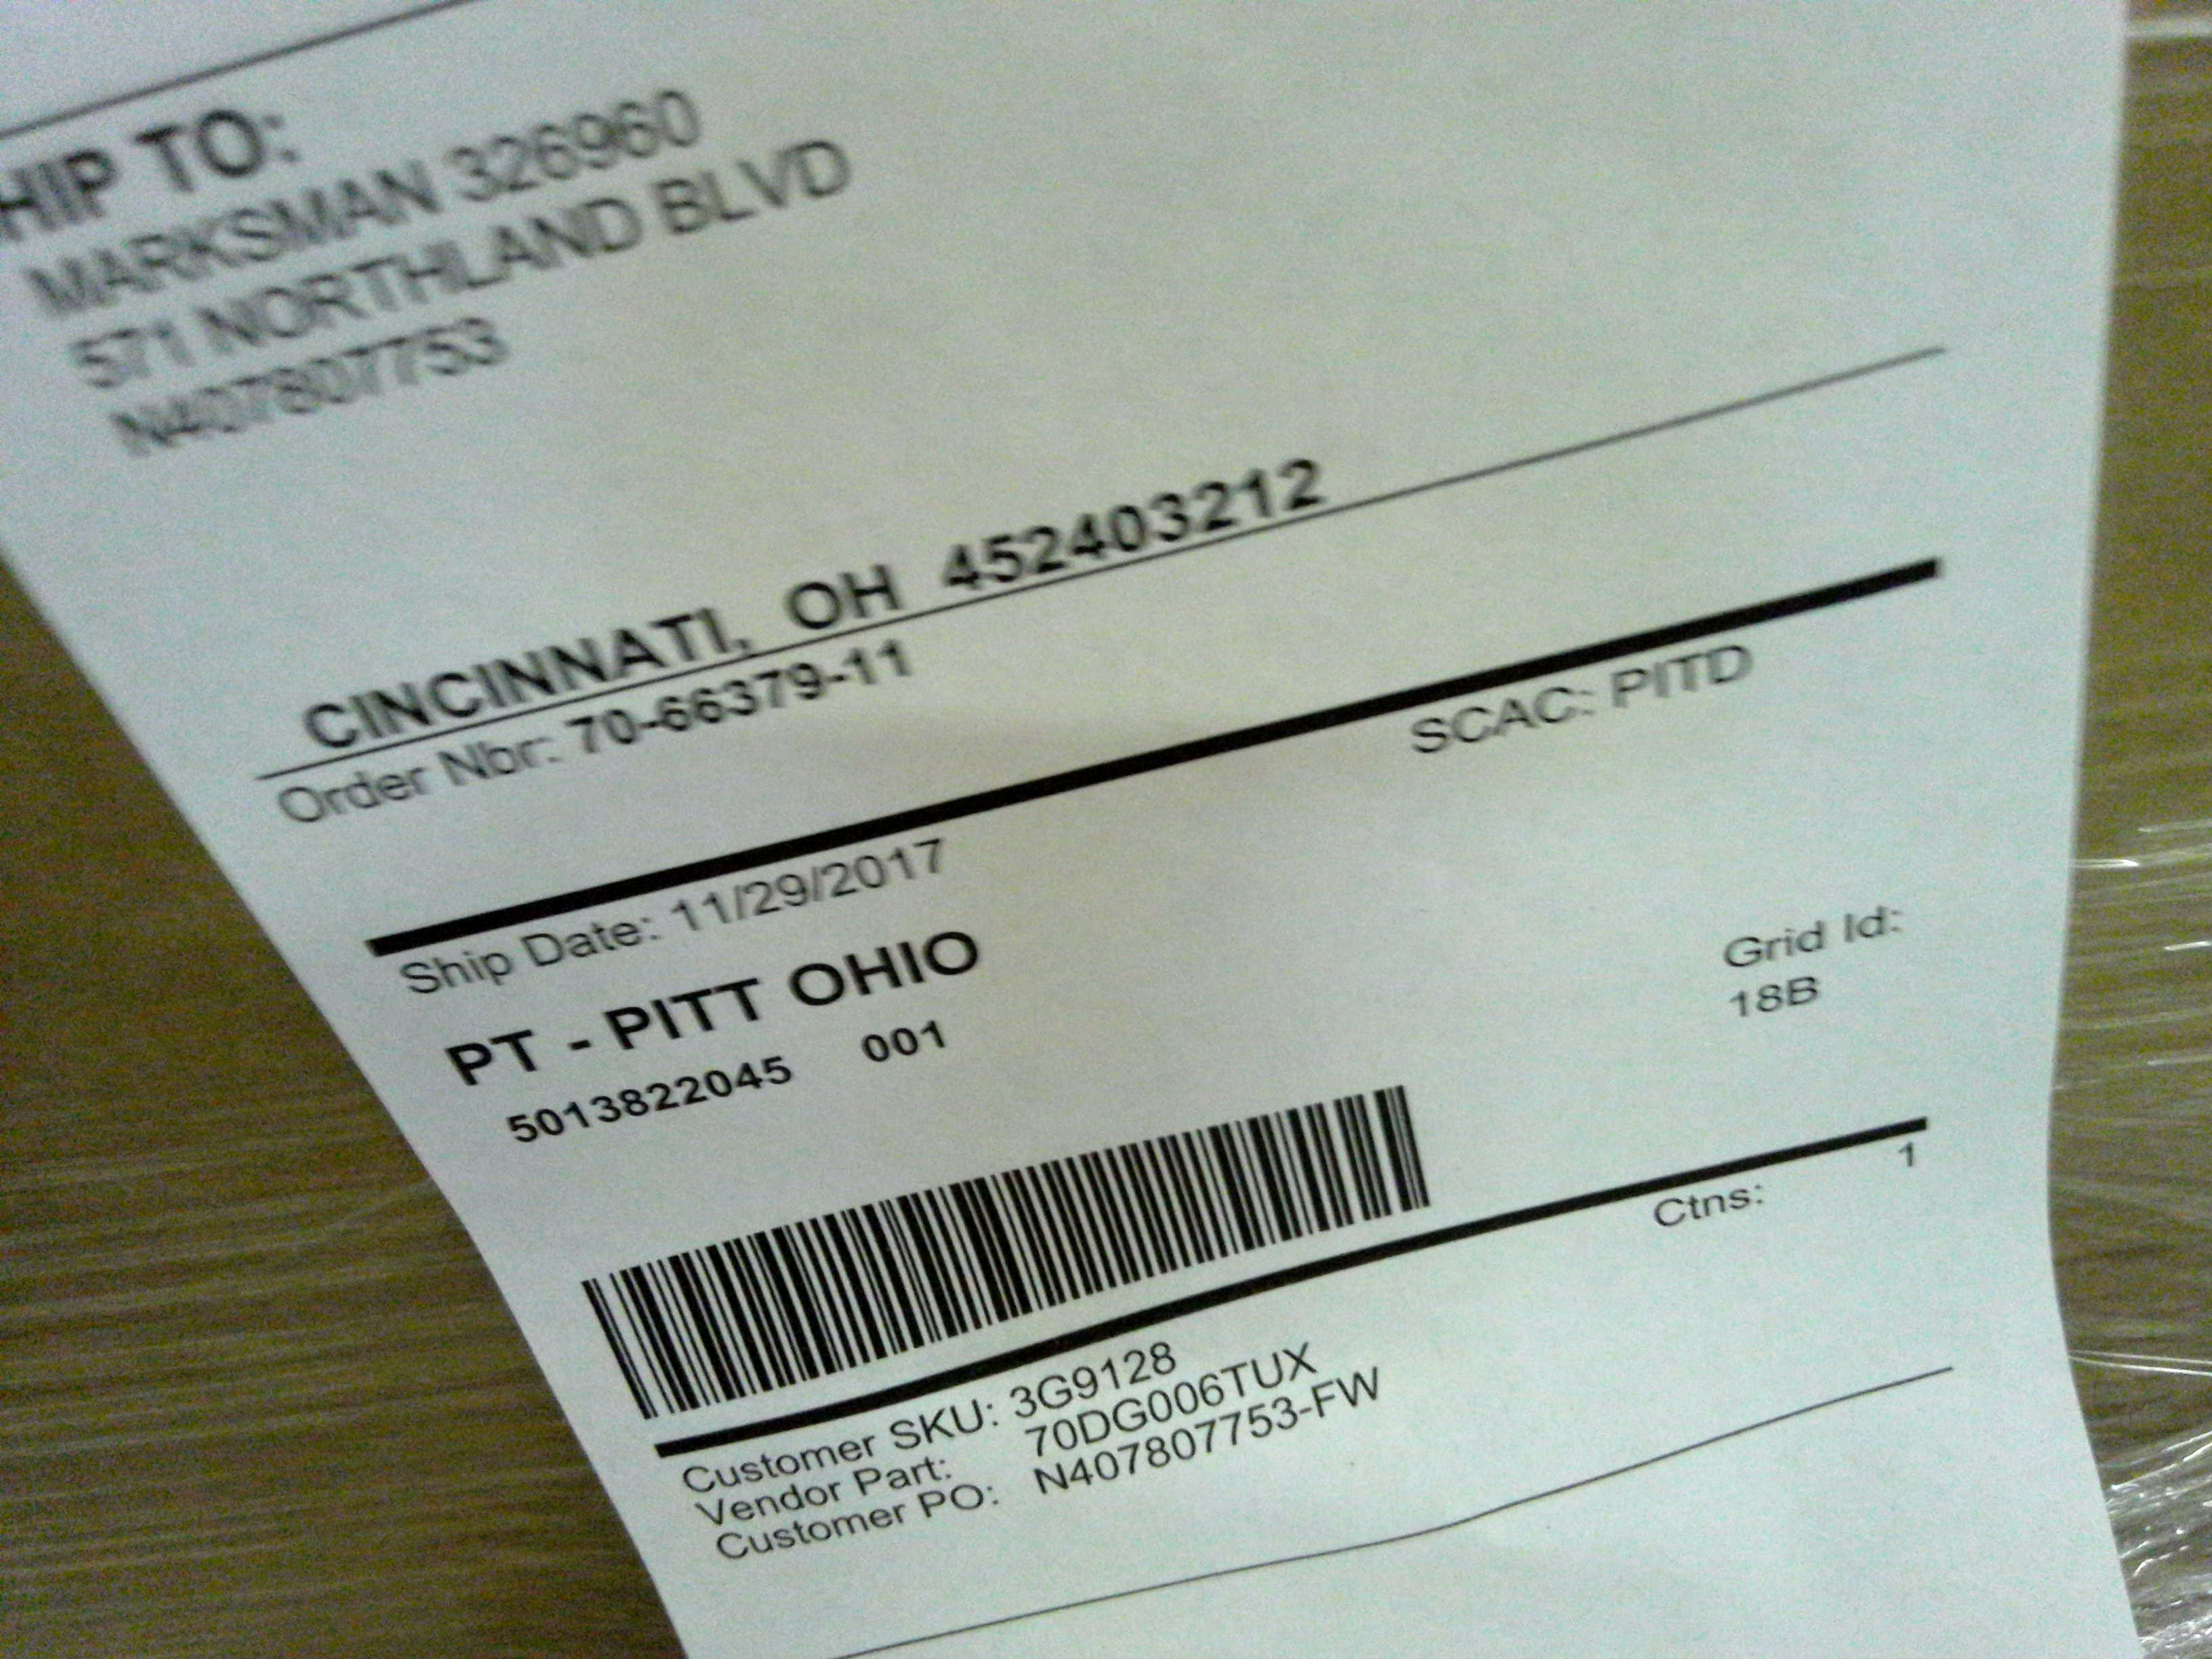 HIP TO:
MARKSMAN 326960
571 NORTHLAND BLVD
N407807753
CINCINNATI, OH 452403212
Order Nbr: 70-66379-11
SCAC: PITD
Ship Date: 11/29/2017
PT - PITT OHIO
5013822045 001
Grid Id:
18B
Ctns: 1
Customer SKU: 3G9128
Vendor Part: 70DG006TUX
Customer PO: N407807753-FW